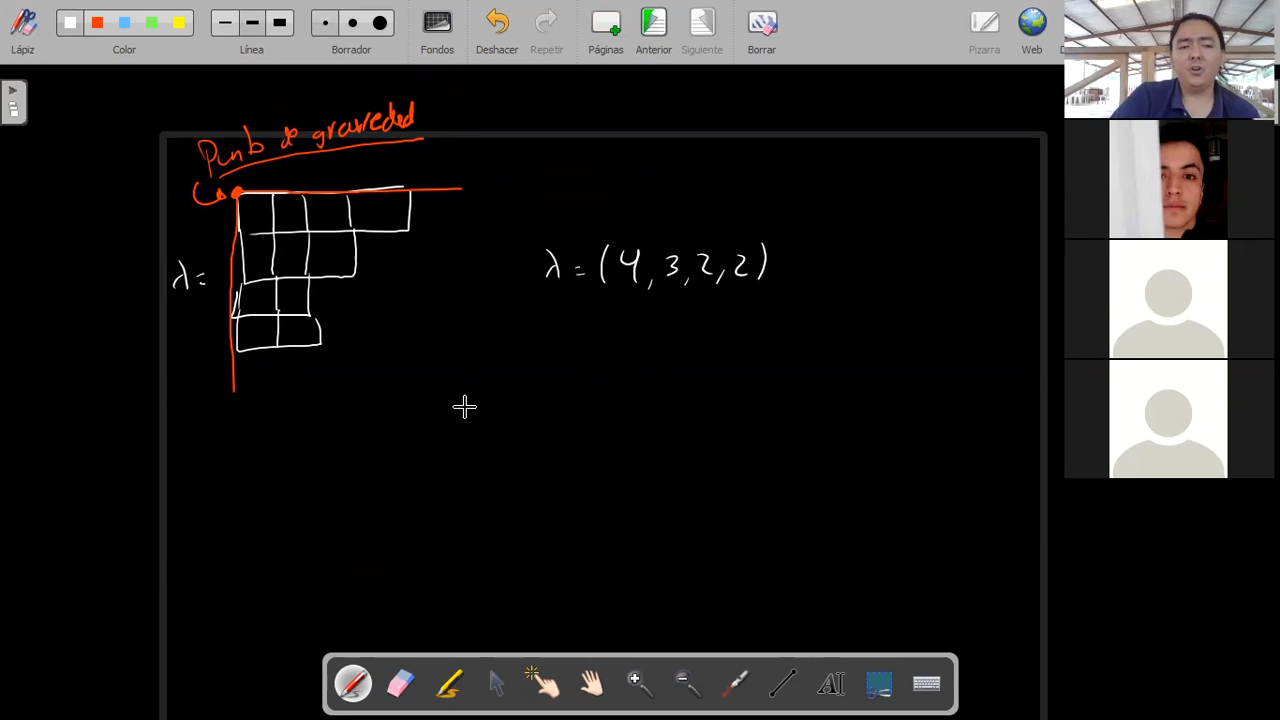 Lápiz Color Línea Borrador Fondos Deshacer Repetir Páginas Anterior Siguiente Borrar Pizarra Web
Punto de gravedad
λ =
λ = (4, 3, 2, 2)
AI